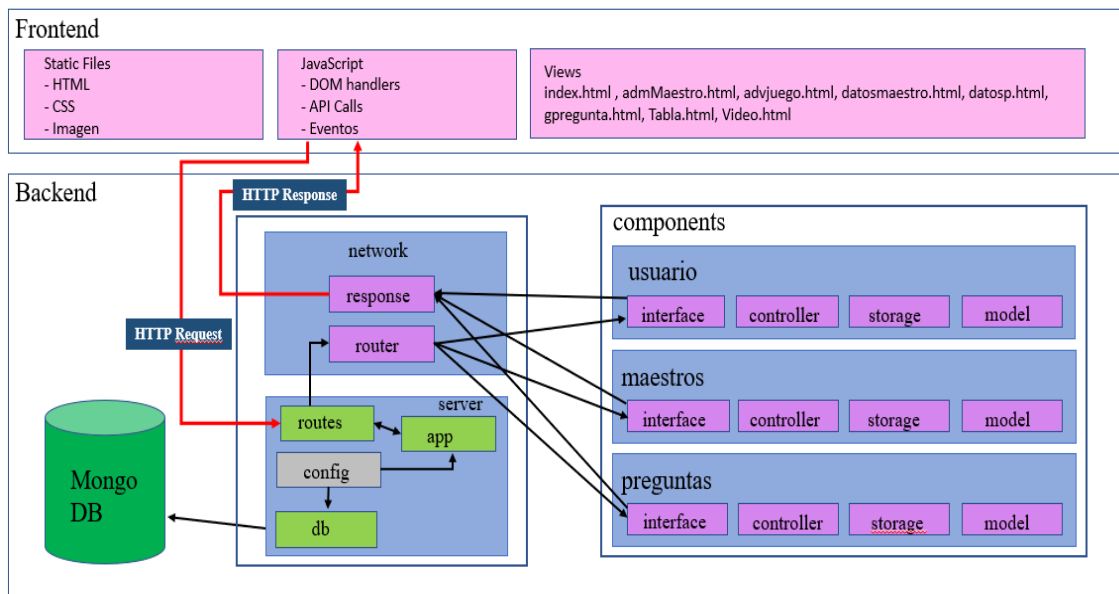 Frontend
Static Files
- HTML
- CSS
- Imagen
JavaScript
- DOM handlers
- API Calls
- Eventos
Views
index.html , admMaestro.html, advjuego.html, datosmaestro.html, datosp.html,
gpregunta.html, Tabla.html, Video.html
Backend
HTTP Response
HTTP Request
network
response
router
server
routes
app
config
db
Mongo
DB
components
usuario
interface
controller
storage
model
maestros
interface
controller
storage
model
preguntas
interface
controller
storage
model